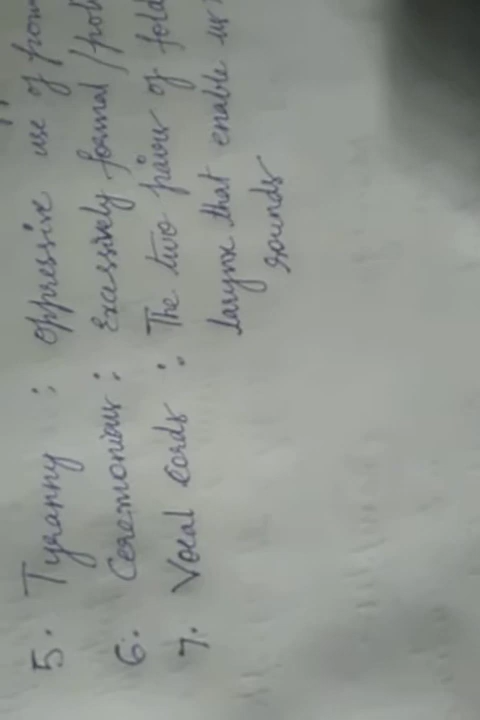 5. Tyranny : oppressive use of
6. Ceremonious : Excessively formal /
7. Vocal cords : The two pairs of
larynx that enable us
sounds